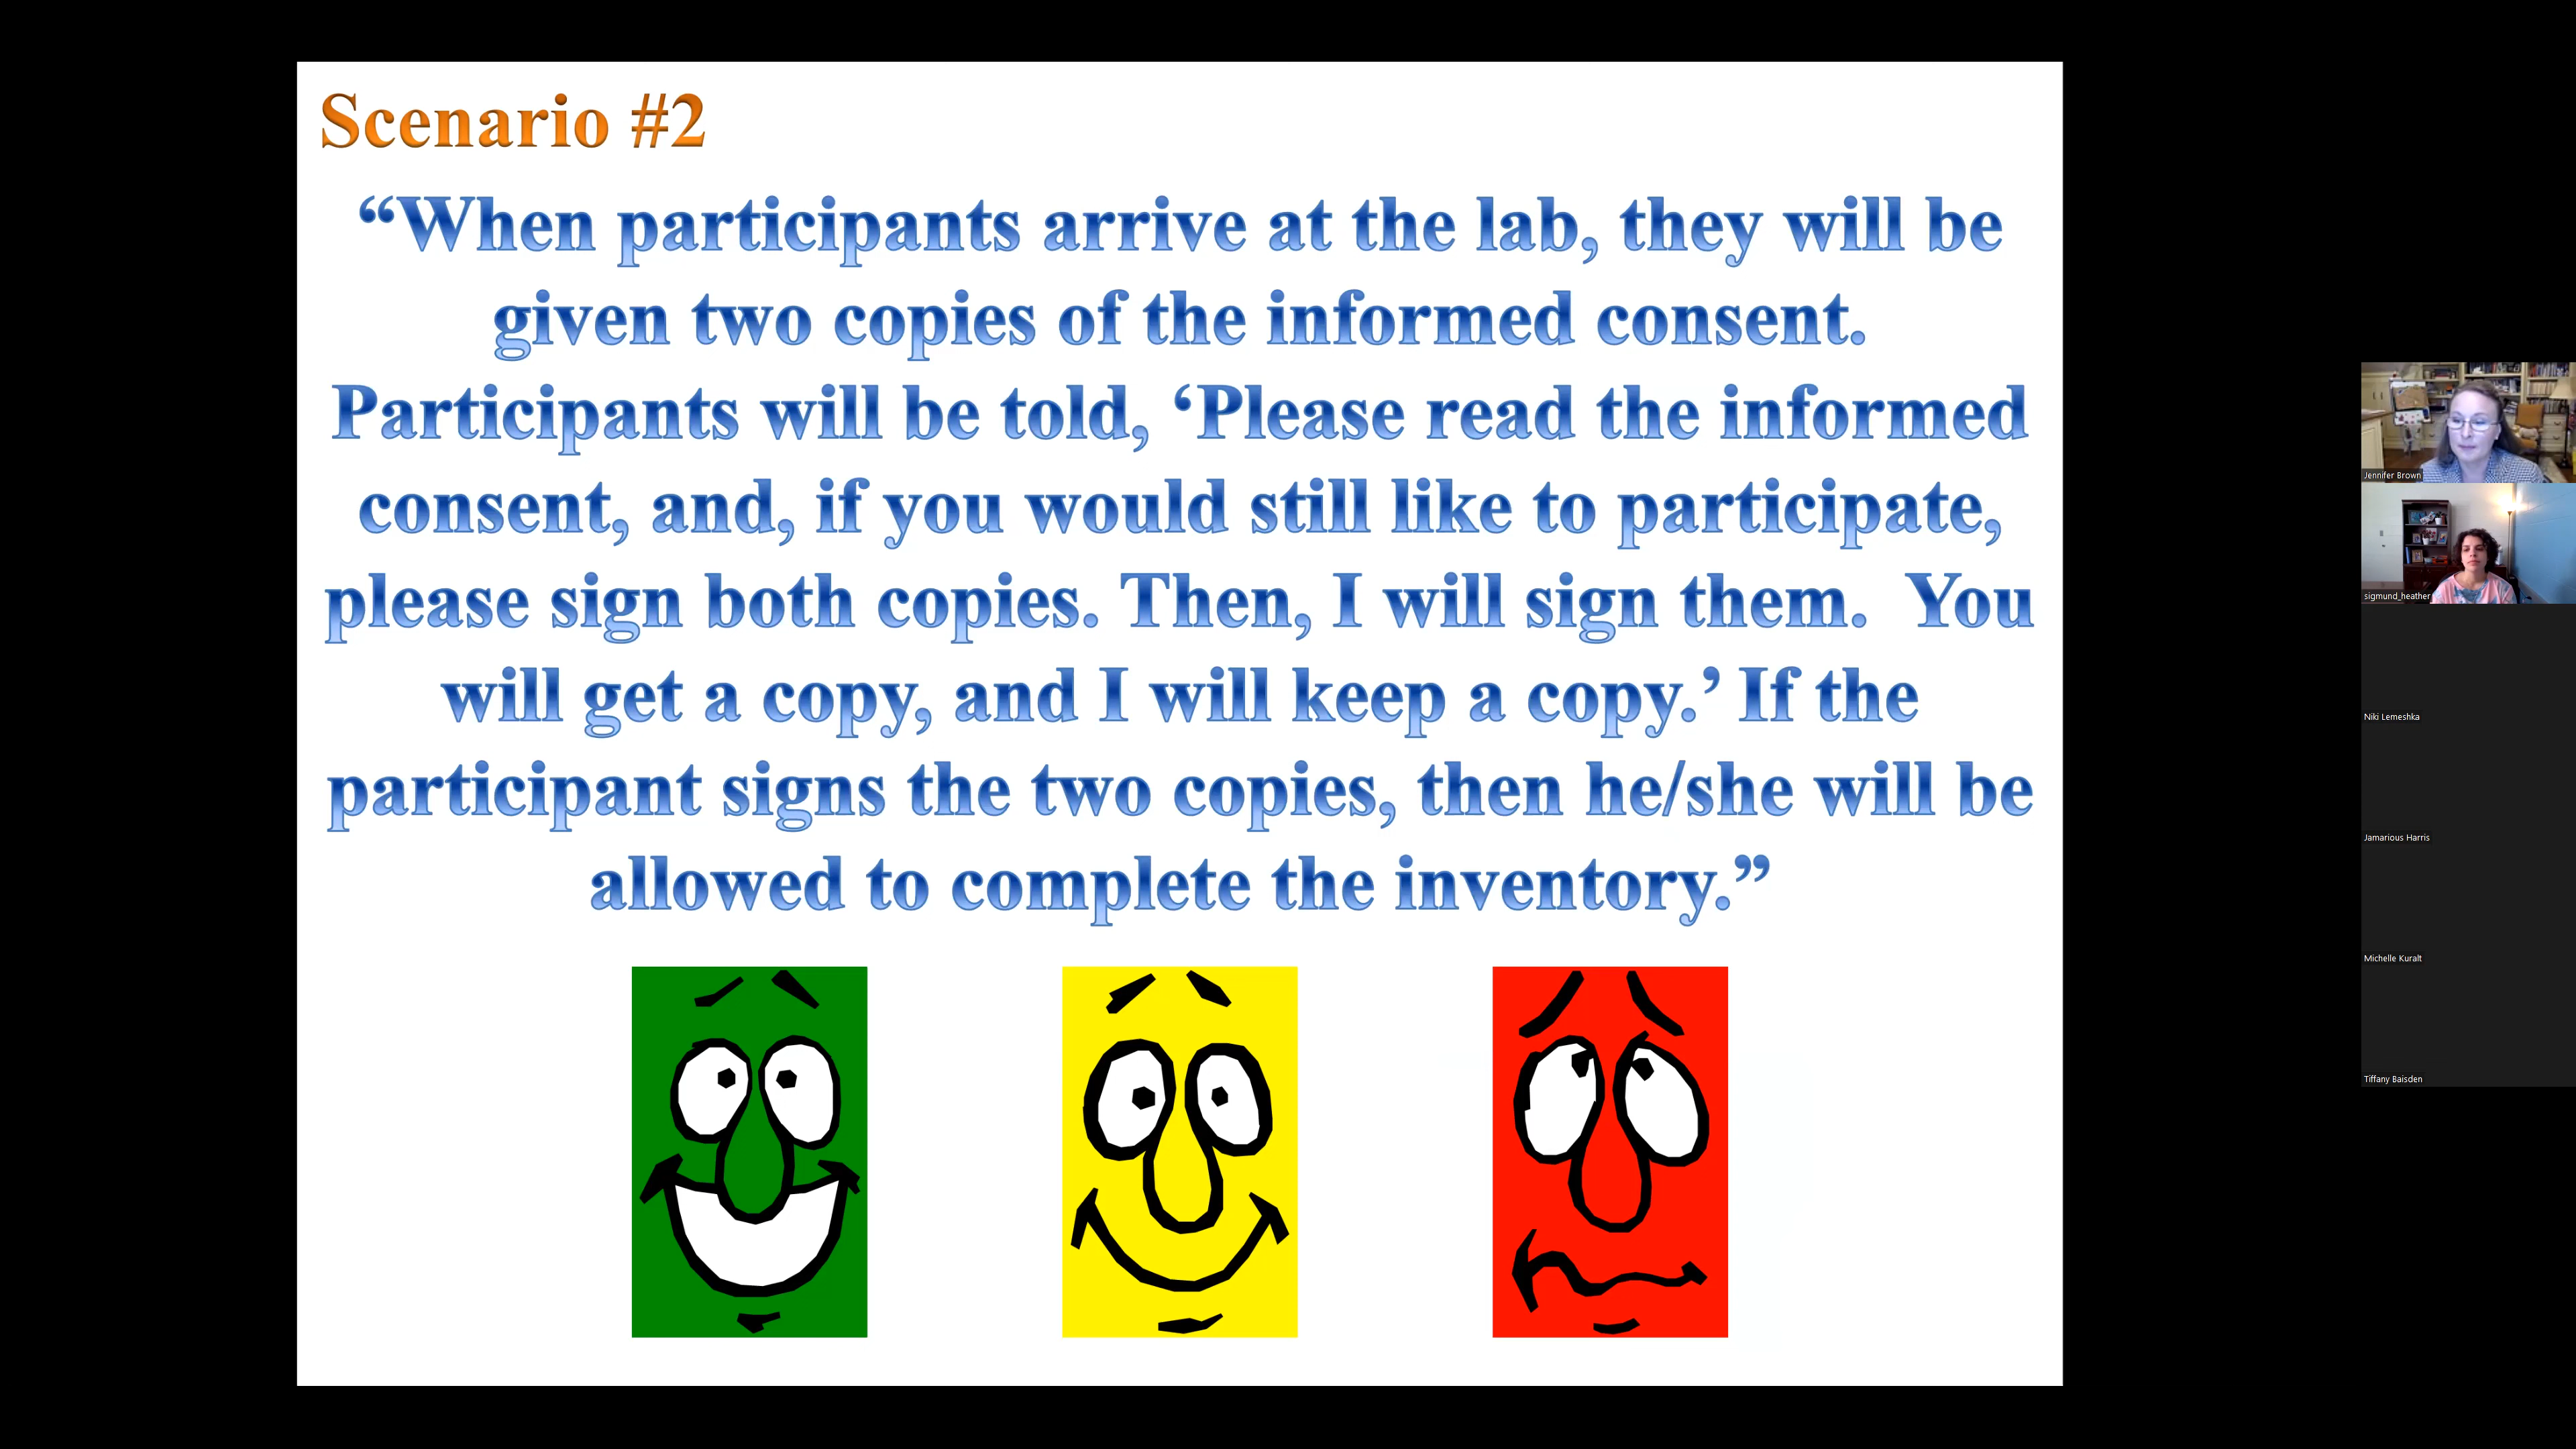 Scenario #2
“When participants arrive at the lab, they will be
given two copies of the informed consent.
Participants will be told, ‘Please read the informed
consent, and, if you would still like to participate,
please sign both copies. Then, I will sign them.  You
will get a copy, and I will keep a copy.’ If the
participant signs the two copies, then he/she will be
allowed to complete the inventory.”
Jennifer Brown
sigmund_heather
Niki Lemeshka
Jamarious Harris
Michelle Kuralt
Tiffany Baisden